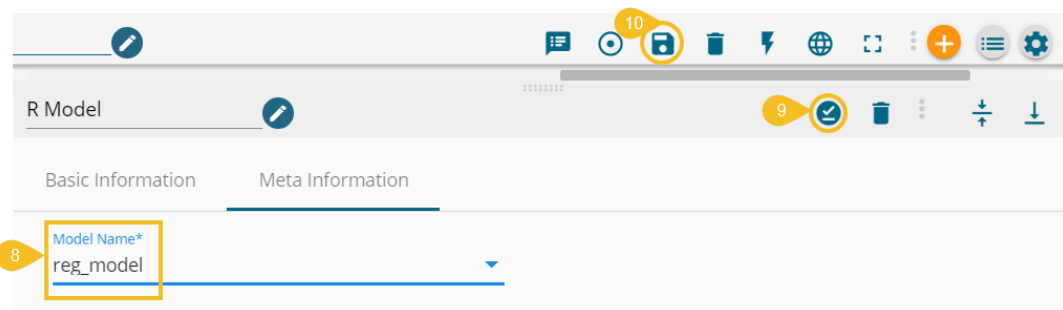 10
R Model
9
Basic Information Meta Information
Model Name*
8
reg_model